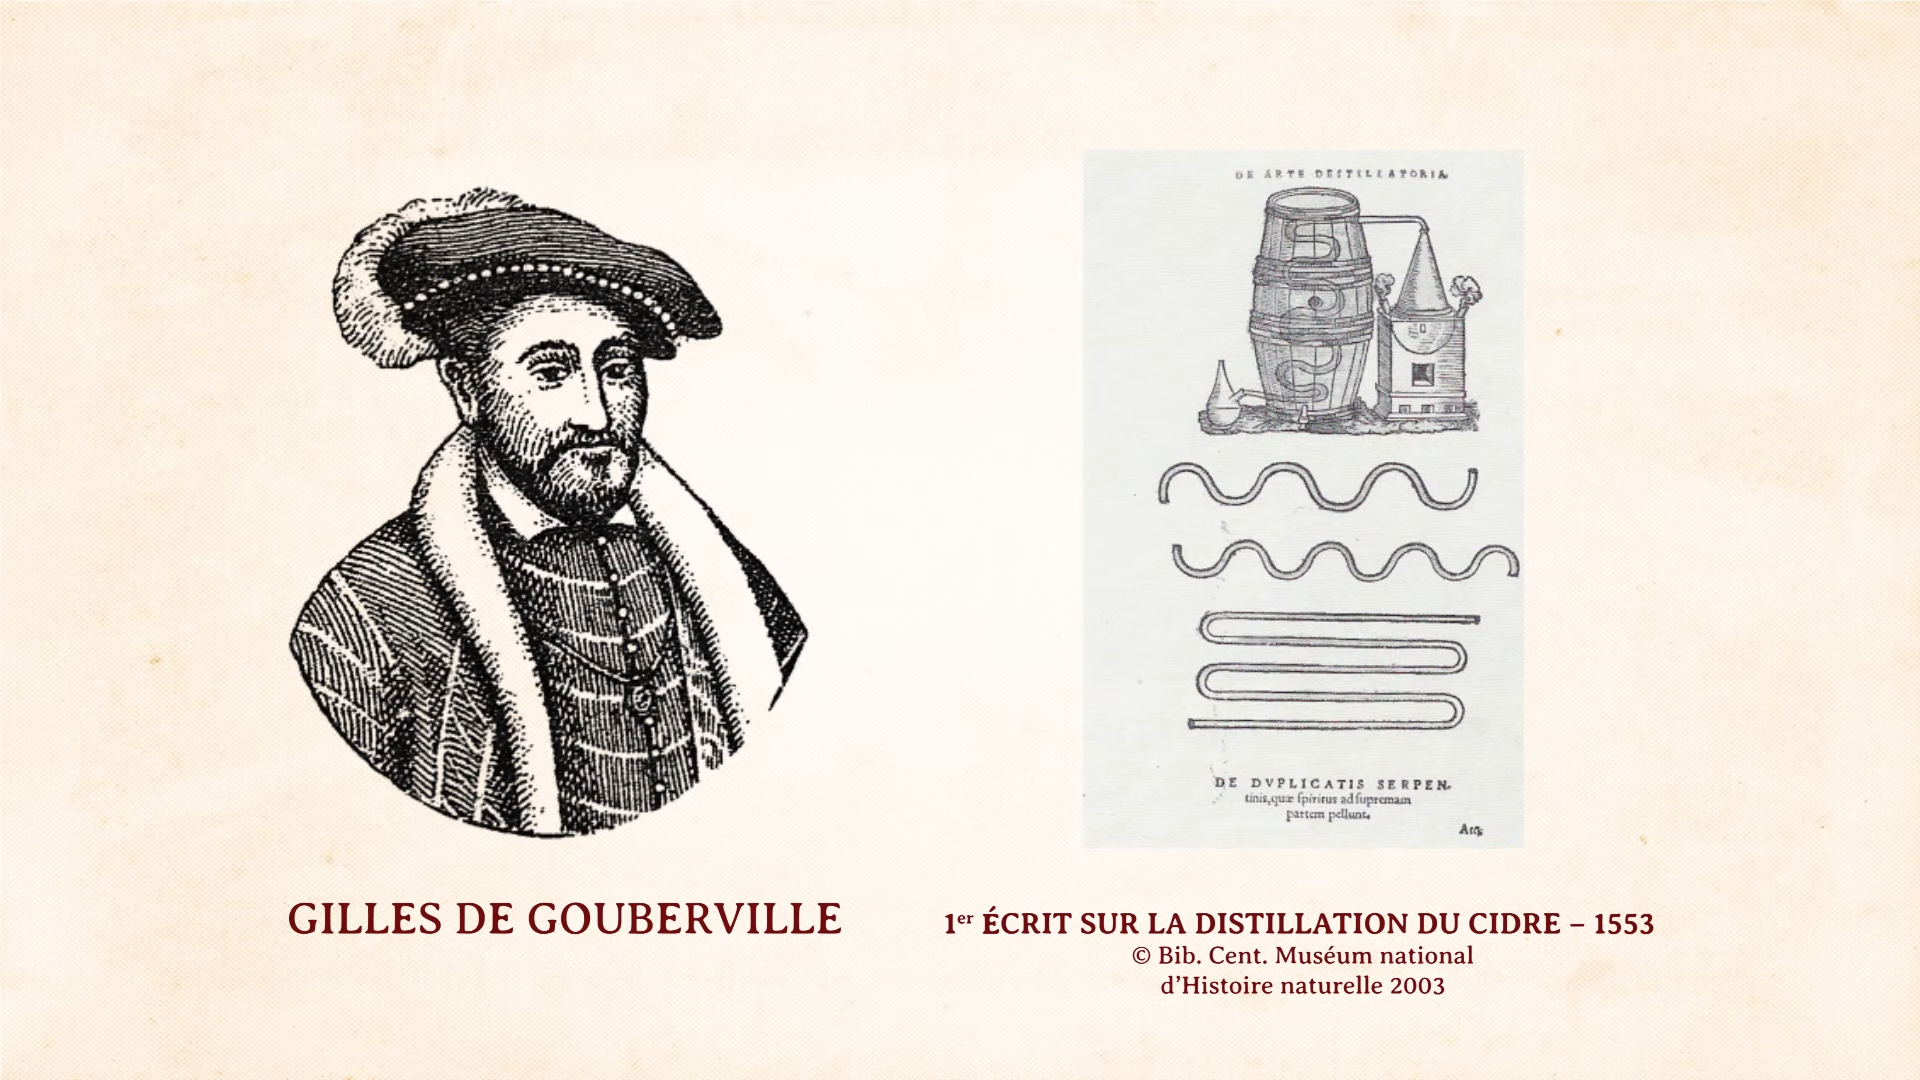 DE ARTE DESTILLATORIA.
DE DVPLICATIS SERPEN-
tinis, quæ ſpiritus ad ſupremam
partem pellunt.
GILLES DE GOUBERVILLE
1er ÉCRIT SUR LA DISTILLATION DU CIDRE – 1553
© Bib. Cent. Muséum national
d’Histoire naturelle 2003